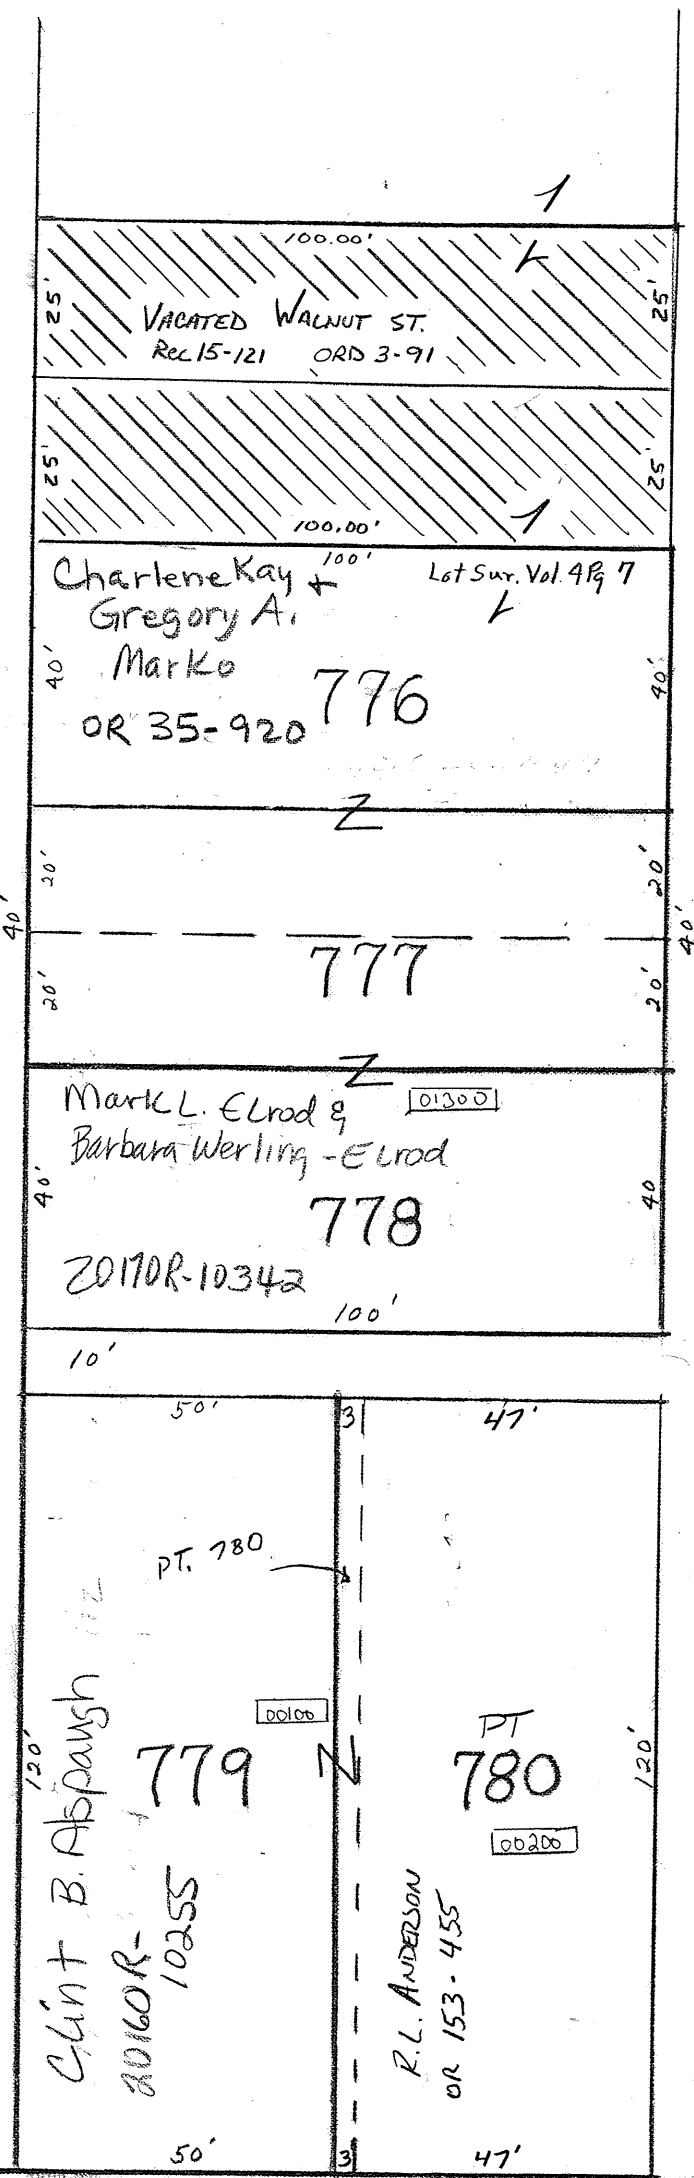 100.00'
25'
25'
VACATED WALNUT ST.
Rec 15-121 ORD 3-91
25'
25'
100.00'
100'
Charlene Kay +
Lot Sur. Vol. 4 Pg 7
Gregory A.
Marko
40'
40'
776
OR 35-920
Z
20'
20'
40'
40'
777
20'
20'
Z
Mark L. Elrod &
01300
Barbara Werling-Elrod
40'
40
778
2017OR-10342
100'
10'
50'
3
47'
PT. 780
00100
PT
120'
779
Z
780
120'
00200
Clint B. Alspaugh
2016OR-
10255
R.L. ANDERSON
OR 153-455
50'
3
47'